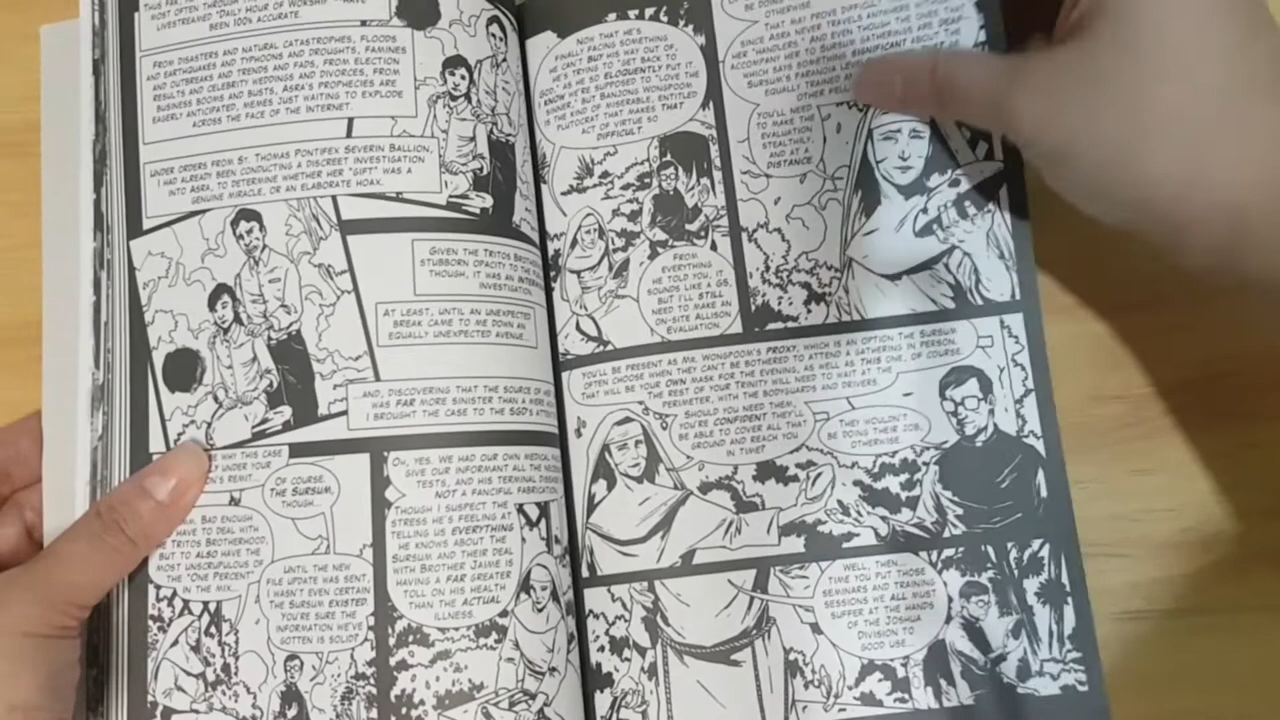 THUS FAR,
MOST OFTEN THROUGH THE
LIVESTREAMED "DAILY HOUR OF WORSHIP" HAVE
BEEN 100% ACCURATE.
FROM DISASTERS AND NATURAL CATASTROPHES, FLOODS
AND EARTHQUAKES AND TYPHOONS AND DROUGHTS, FAMINES
AND OUTBREAKS AND TRENDS AND FADS, FROM ELECTION
RESULTS AND CELEBRITY WEDDINGS AND DIVORCES, FROM
BUSINESS BOOMS AND BUSTS, ASRA'S PROPHECIES ARE
EAGERLY ANTICIPATED, MEMES JUST WAITING TO EXPLODE
ACROSS THE FACE OF THE INTERNET.
UNDER ORDERS FROM ST. THOMAS PONTIFEX SEVERIN BALLION,
I HAD ALREADY BEEN CONDUCTING A DISCREET INVESTIGATION
INTO ASRA, TO DETERMINE WHETHER HER "GIFT" WAS A
GENUINE MIRACLE, OR AN ELABORATE HOAX.
GIVEN THE TRITOS
STUBBORN OPACITY TO THE
THOUGH, IT WAS AN
INVESTIGATION.
AT LEAST, UNTIL AN UNEXPECTED
BREAK CAME TO ME DOWN AN
EQUALLY UNEXPECTED AVENUE...
...AND, DISCOVERING THAT THE SOURCE OF
WAS FAR MORE SINISTER THAN A MERE
I BROUGHT THE CASE TO THE SGD'S
WHY THIS CASE
UNDER YOUR
REMIT...
OF COURSE.
THE SURSUM,
THOUGH...
BAD ENOUGH
HAVE TO DEAL WITH
THE TRITOS BROTHERHOOD,
BUT TO ALSO HAVE THE
MOST UNSCRUPULOUS OF
THE "ONE PERCENT"
IN THE MIX...
UNTIL THE NEW
FILE UPDATE WAS SENT,
I WASN'T EVEN CERTAIN
THE SURSUM EXISTED.
YOU'RE SURE THE
INFORMATION WE'VE
GOTTEN IS SOLID?
OH, YES. WE HAD OUR OWN MEDICAL
GIVE OUR INFORMANT ALL THE
TESTS, AND HIS TERMINAL
NOT A FANCIFUL FABRICATION.
THOUGH I SUSPECT THE
STRESS HE'S FEELING AT
TELLING US EVERYTHING
HE KNOWS ABOUT THE
SURSUM AND THEIR DEAL
WITH BROTHER JAIME IS
HAVING A FAR GREATER
TOLL ON HIS HEALTH
THAN THE ACTUAL
ILLNESS.
NOW THAT HE'S
FINALLY FACING SOMETHING
HE CAN'T BUY HIS WAY OUT OF,
HE'S TRYING TO "GET BACK TO
GOD," AS HE SO ELOQUENTLY PUT IT.
I KNOW WE'RE SUPPOSED TO "LOVE THE
SINNER," BUT BANJONG WONGPOOM
IS THE KIND OF MISERABLE, ENTITLED
PLUTOCRAT THAT MAKES THAT
ACT OF VIRTUE SO
DIFFICULT.
FROM
EVERYTHING
HE TOLD YOU, IT
SOUNDS LIKE A G5,
BUT I'LL STILL
NEED TO MAKE AN
ON-SITE ALLISON
EVALUATION.
BE DOING
OTHERWISE.
THAT MAY PROVE DIFFICULT,
SINCE ASRA NEVER TRAVELS ANYWHERE
HER "HANDLERS." AND EVEN THOUGH THE ONES THAT
ACCOMPANY HER TO SURSUM GATHERINGS ARE DEAF--
WHICH SAYS SOMETHING SIGNIFICANT ABOUT THE
SURSUM'S PARANOIA
EQUALLY TRAINED
OTHER
YOU'LL NEED
TO MAKE THE
EVALUATION
STEALTHILY,
AND AT A
DISTANCE.
YOU'LL BE PRESENT AS MR. WONGPOOM'S PROXY, WHICH IS AN OPTION THE SURSUM
OFTEN CHOOSE WHEN THEY CAN'T BE BOTHERED TO ATTEND A GATHERING IN PERSON.
THAT WILL BE YOUR OWN MASK FOR THE EVENING, AS WELL AS THIS ONE, OF COURSE.
THE REST OF YOUR TRINITY WILL NEED TO WAIT AT THE
PERIMETER, WITH THE BODYGUARDS AND DRIVERS.
SHOULD YOU NEED THEM,
YOU'RE CONFIDENT THEY'LL
BE ABLE TO COVER ALL THAT
GROUND AND REACH YOU
IN TIME?
THEY WOULDN'T
BE DOING THEIR JOB,
OTHERWISE.
WELL, THEN...
TIME YOU PUT THOSE
SEMINARS AND TRAINING
SESSIONS WE ALL MUST
SUFFER AT THE HANDS
OF THE JOSHUA
DIVISION TO
GOOD USE...